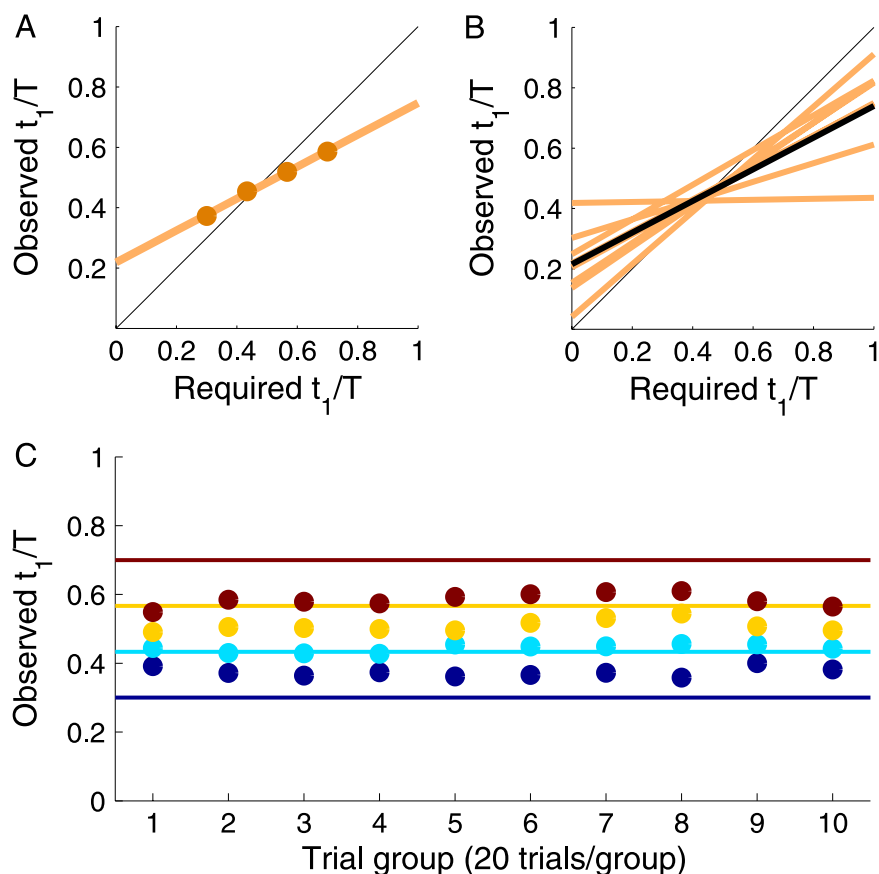 A
B
1
0.8
0.6
0.4
0.2
0 0.2 0.4 0.6 0.8 1
Observed t₁/T
Required t₁/T
1
0.8
0.6
0.4
0.2
0 0.2 0.4 0.6 0.8 1
Observed t₁/T
Required t₁/T
C
1
0.8
0.6
0.4
0.2
0
Observed t₁/T
1 2 3 4 5 6 7 8 9 10
Trial group (20 trials/group)